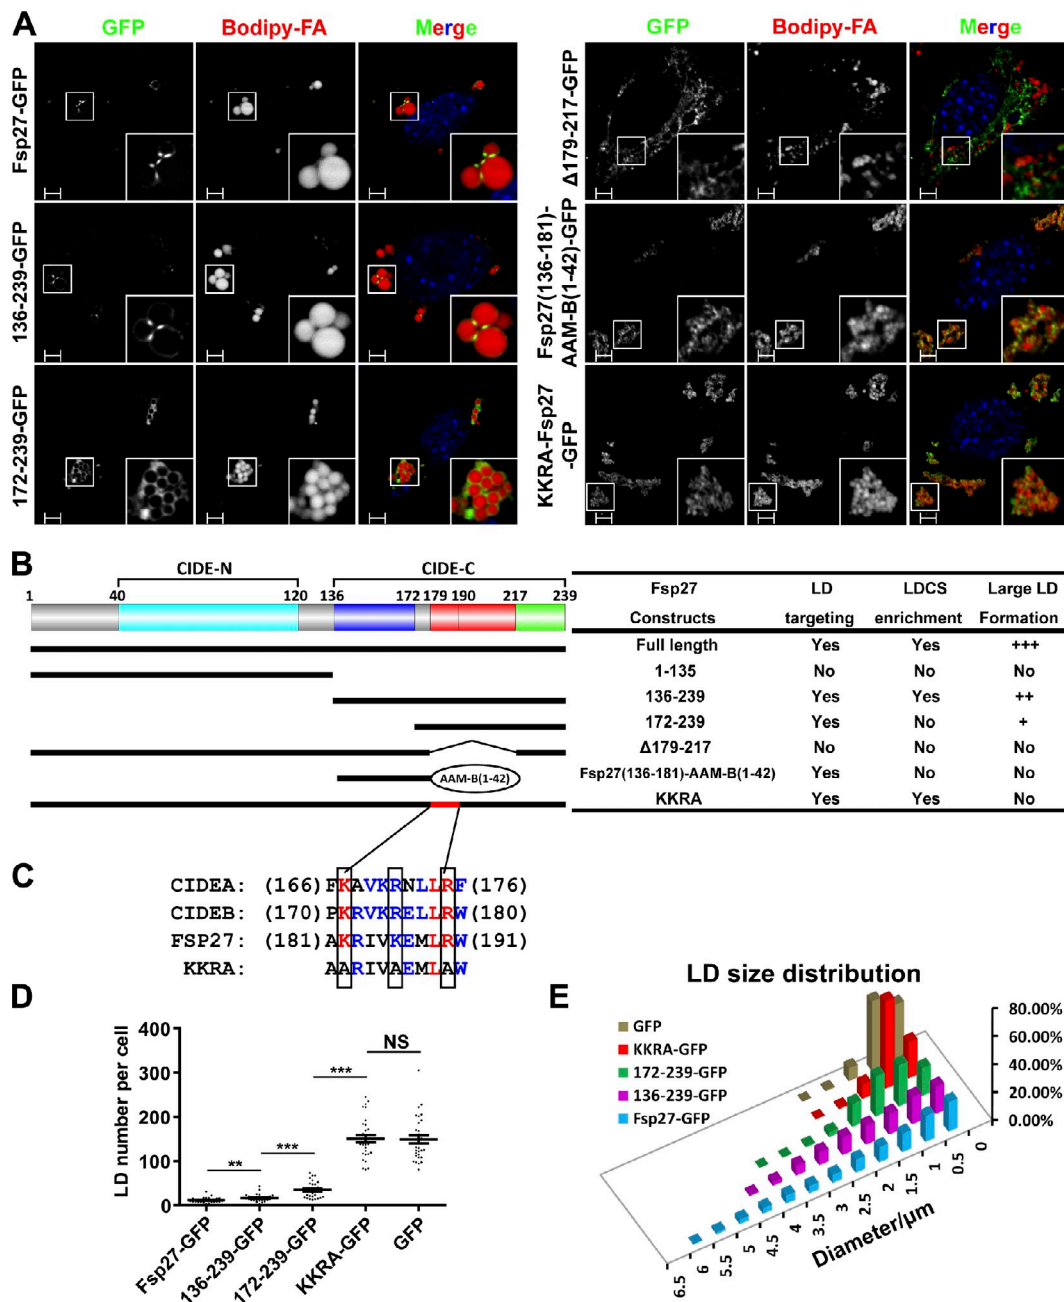 A
GFP Bodipy-FA Merge
GFP Bodipy-FA Merge
Fsp27-GFP
136-239-GFP
172-239-GFP
Δ179-217-GFP
Fsp27(136-181)-
AAM-B(1-42)-GFP
KKRA-Fsp27
-GFP
B
CIDE-N CIDE-C
1 40 120 136 172 179 190 217 239
AAM-B(1-42)
Fsp27 LD LDCS Large LD
Constructs targeting enrichment Formation
Full length Yes Yes +++
1-135 No No No
136-239 Yes Yes ++
172-239 Yes No +
Δ179-217 No No No
Fsp27(136-181)-AAM-B(1-42) Yes No No
KKRA Yes Yes No
C
CIDEA: (166)FKAVKRNLLRF(176)
CIDEB: (170)PKRVKRELLRW(180)
FSP27: (181)AKRIVKEMLRW(191)
KKRA: AARIVAEMLAW
D
LD number per cell
400
300
200
100
0
** *** *** NS
Fsp27-GFP
136-239-GFP
172-239-GFP
KKRA-GFP
GFP
E
LD size distribution
GFP
KKRA-GFP
172-239-GFP
136-239-GFP
Fsp27-GFP
80.00%
60.00%
40.00%
20.00%
0.00%
0
0.5
1
1.5
2
2.5
3
3.5
4
4.5
5
5.5
6
6.5
Diameter/μm